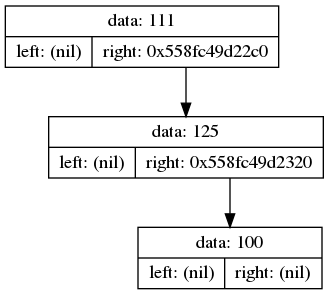 data: 111
left: (nil) right: 0x558fc49d22c0
data: 125
left: (nil) right: 0x558fc49d2320
data: 100
left: (nil) right: (nil)